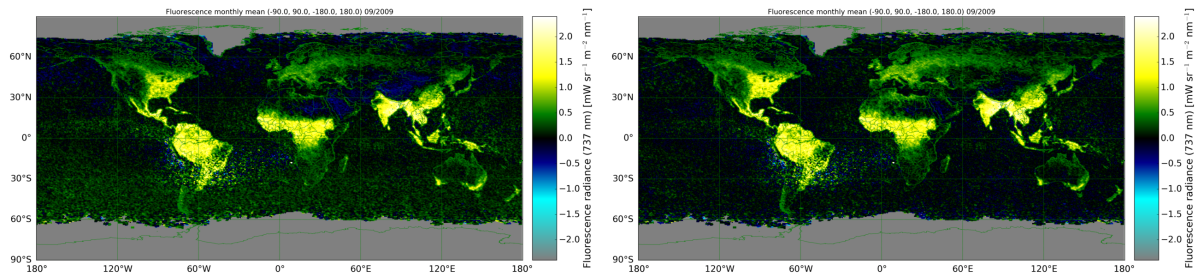 Fluorescence monthly mean (-90.0, 90.0, -180.0, 180.0) 09/2009
60°N
30°N
0°
30°S
60°S
90°S
180°
120°W
60°W
0°
60°E
120°E
180°
2.0
1.5
1.0
0.5
0.0
−0.5
−1.0
−1.5
−2.0
Fluorescence radiance (737 nm) [mW sr⁻¹ m⁻² nm⁻¹]
Fluorescence monthly mean (-90.0, 90.0, -180.0, 180.0) 09/2009
60°N
30°N
0°
30°S
60°S
90°S
180°
120°W
60°W
0°
60°E
120°E
180°
2.0
1.5
1.0
0.5
0.0
−0.5
−1.0
−1.5
−2.0
Fluorescence radiance (737 nm) [mW sr⁻¹ m⁻² nm⁻¹]